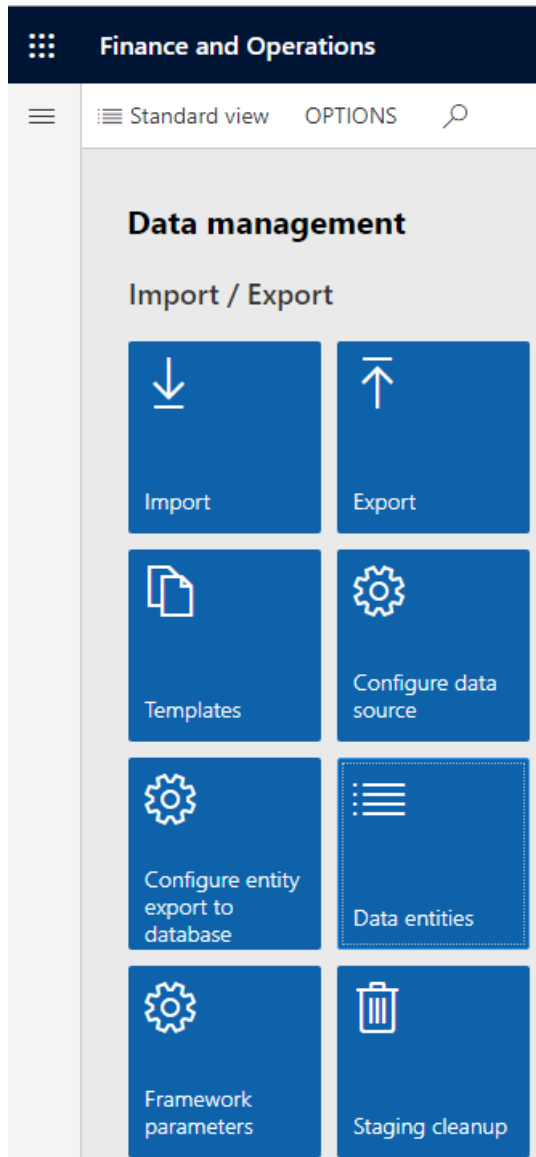 Finance and Operations
Standard view OPTIONS
Data management
Import / Export
Import
Export
Templates
Configure data
source
Configure entity
export to
database
Data entities
Framework
parameters
Staging cleanup